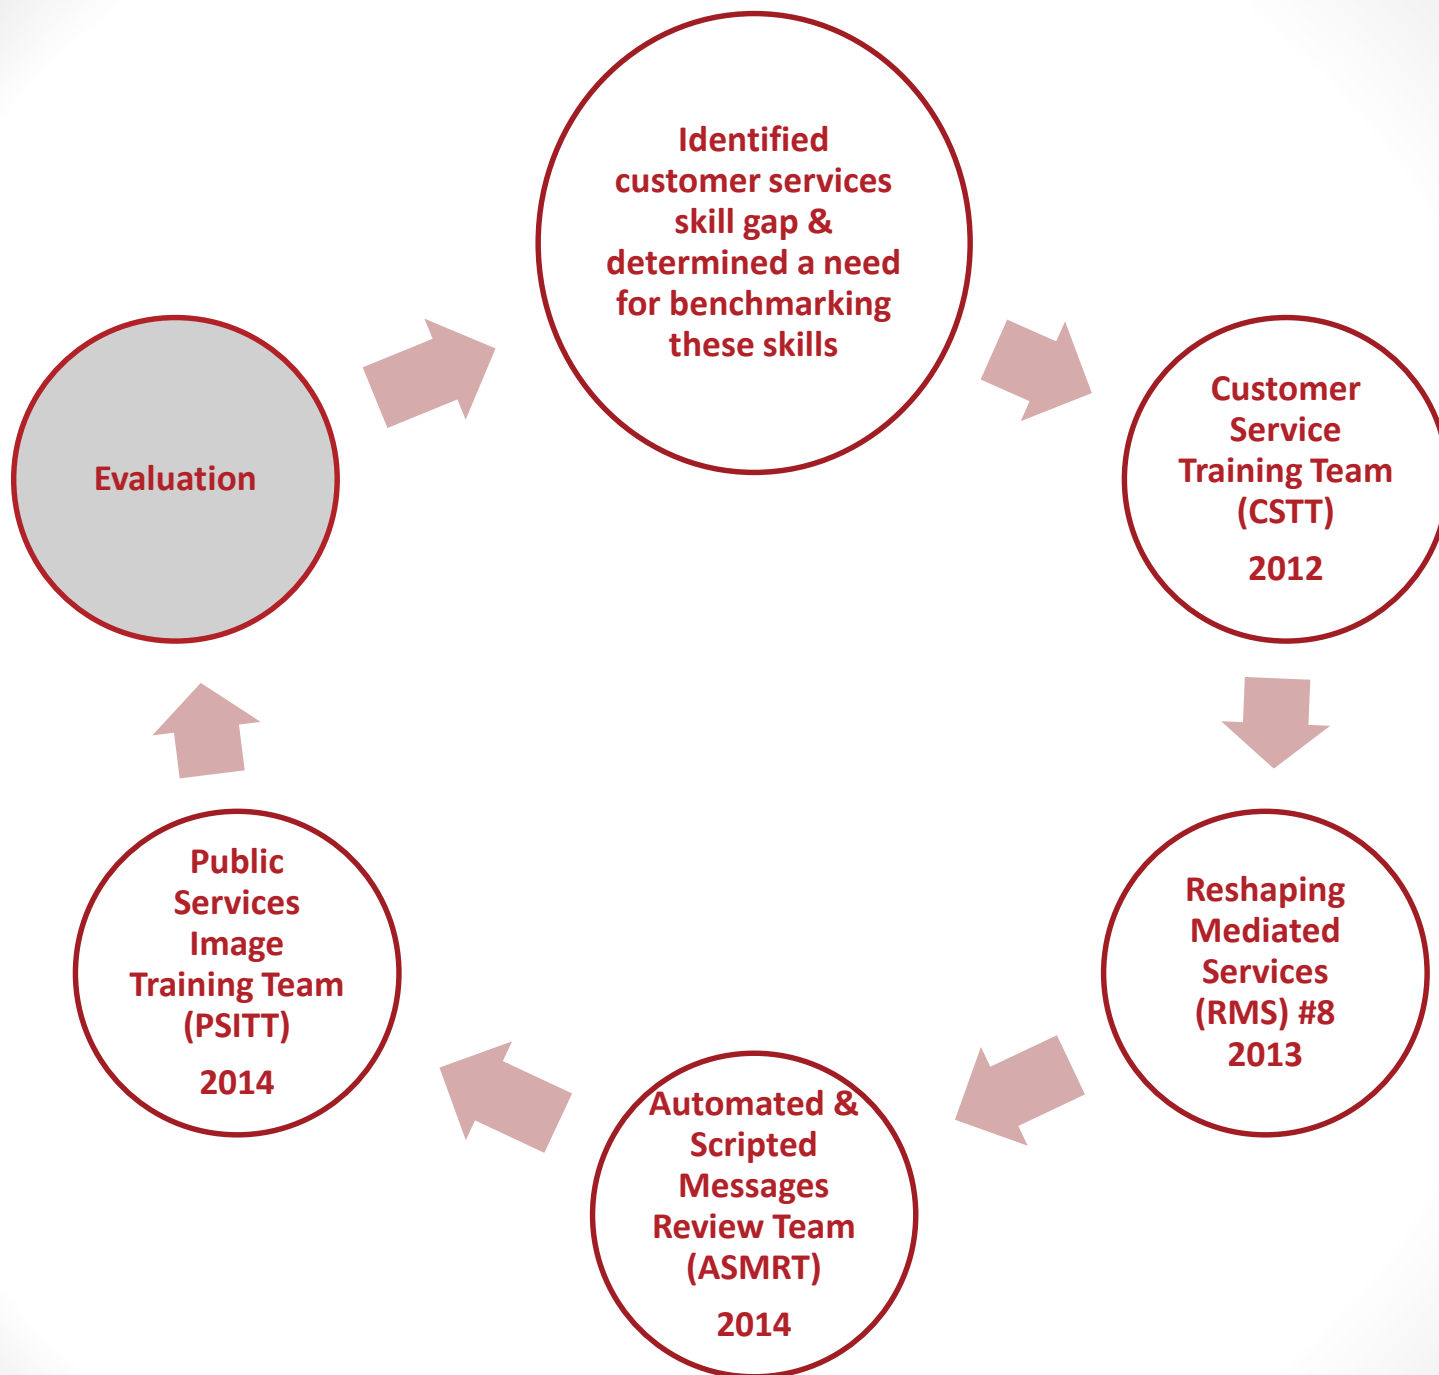 Identified
customer services
skill gap &
determined a need
for benchmarking
these skills
Customer
Service
Training Team
(CSTT)
2012
Reshaping
Mediated
Services
(RMS) #8
2013
Automated &
Scripted
Messages
Review Team
(ASMRT)
2014
Public
Services
Image
Training Team
(PSITT)
2014
Evaluation